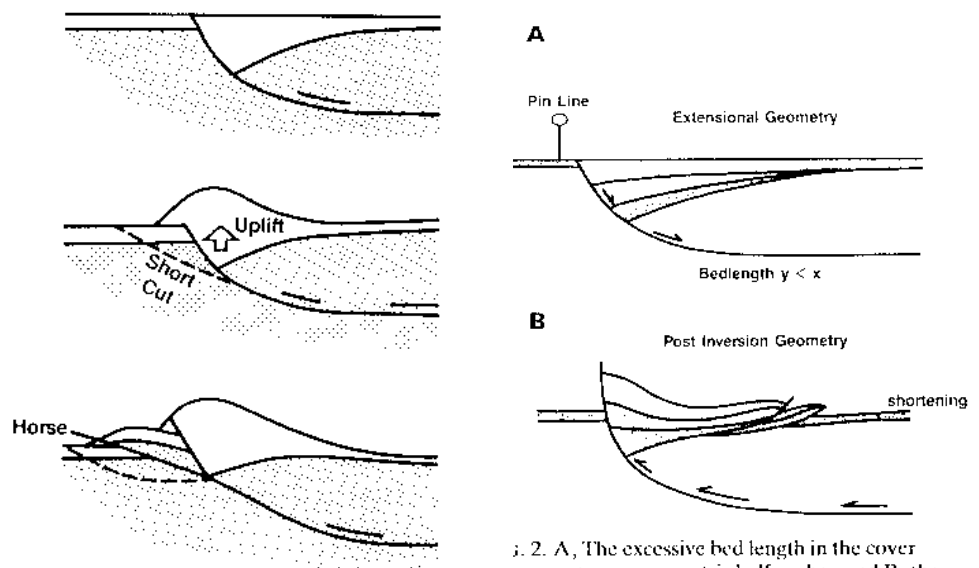 Uplift
Short
Cut
Horse
A
Pin Line
Extensional Geometry
Bedlength y < x
B
Post Inversion Geometry
shortening
. 2. A, The excessive bed length in the cover